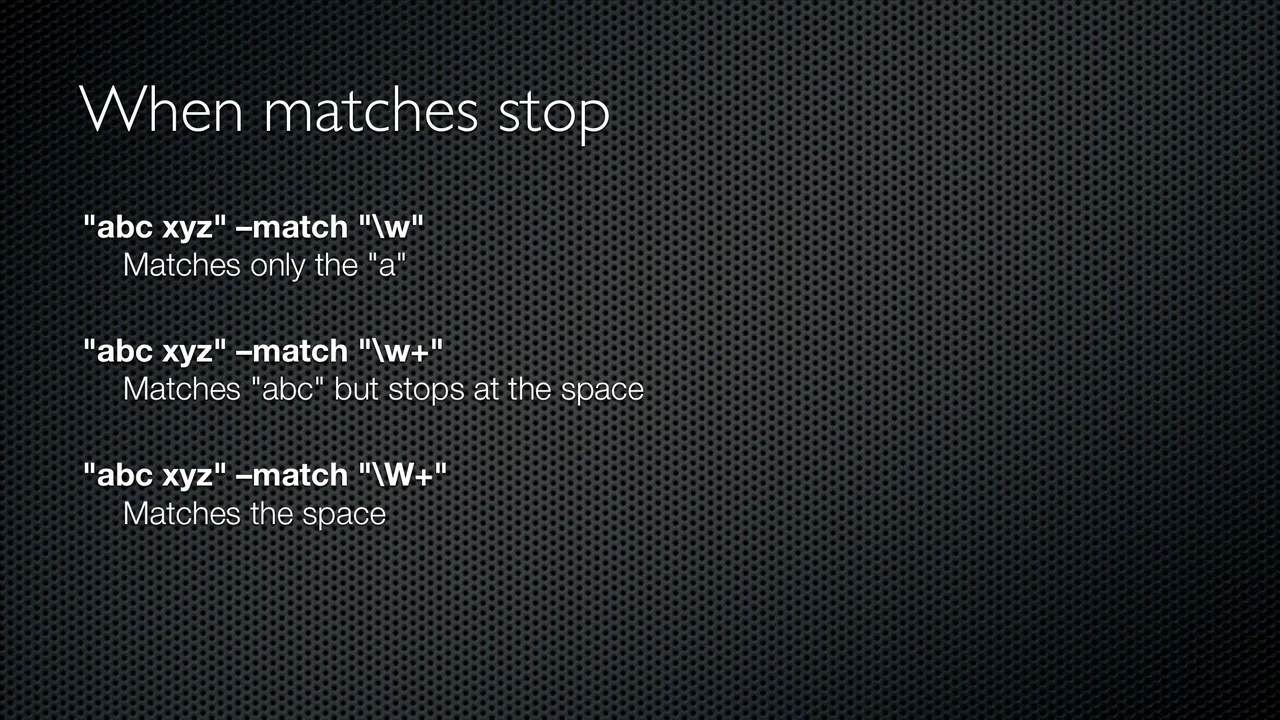 When matches stop
"abc xyz" –match "\w"
Matches only the "a"
"abc xyz" –match "\w+"
Matches "abc" but stops at the space
"abc xyz" –match "\W+"
Matches the space